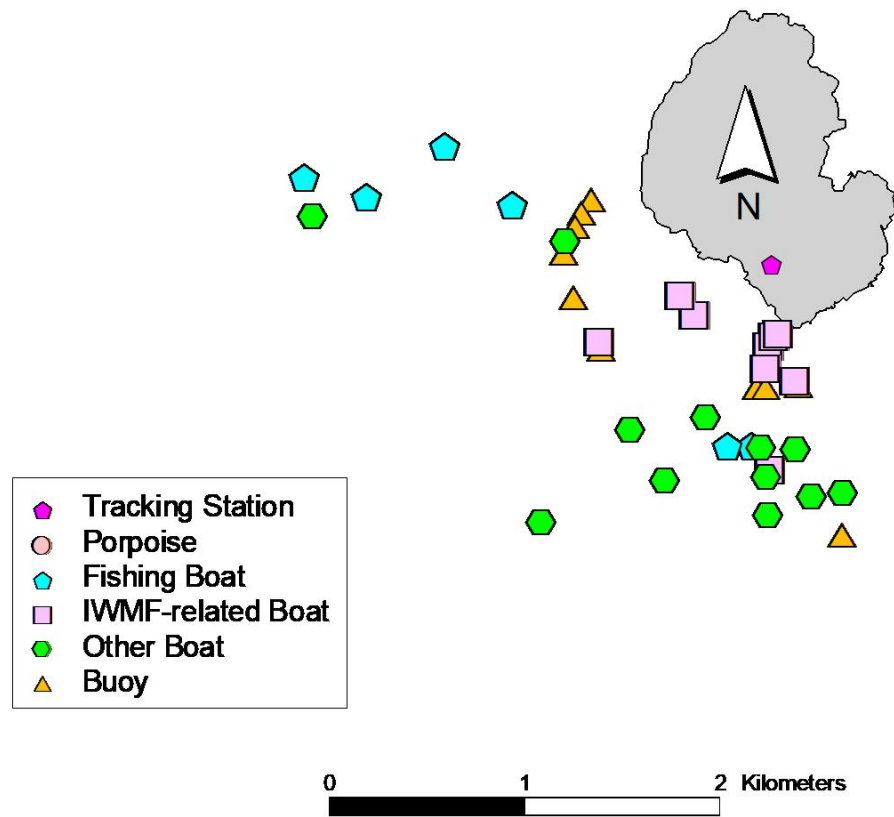 N
Tracking Station
Porpoise
Fishing Boat
IWMF-related Boat
Other Boat
Buoy
0 1 2 Kilometers